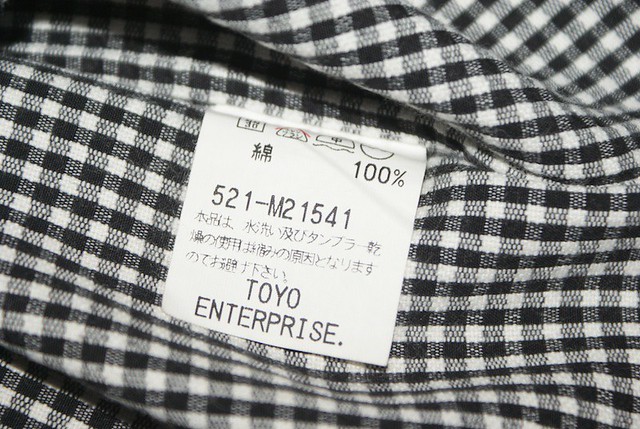 綿
100%
521-M21541
本品は、水洗い及びタンブラー乾
燥の使用は縮みの原因となります
のでお避け下さい。
TOYO
ENTERPRISE.